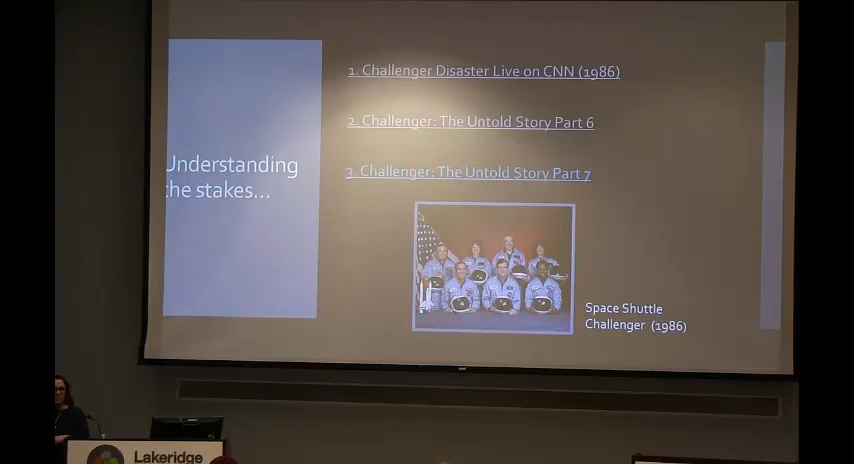 Understanding
the stakes...
1. Challenger Disaster Live on CNN (1986)
2. Challenger: The Untold Story Part 6
3. Challenger: The Untold Story Part 7
Space Shuttle
Challenger (1986)
Lakeridge